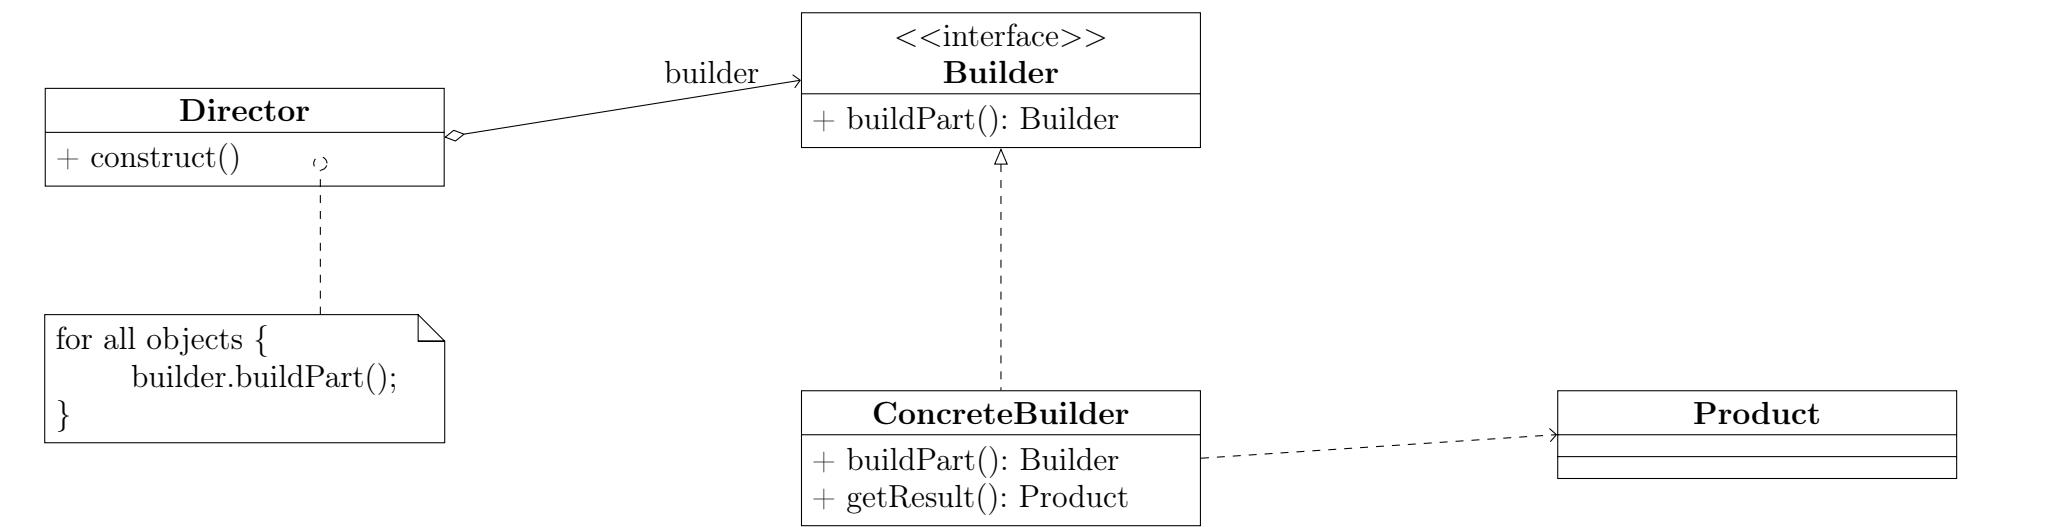 <<interface>>
Builder
+ buildPart(): Builder
builder
Director
+ construct()
for all objects {
builder.buildPart();
}
ConcreteBuilder
+ buildPart(): Builder
+ getResult(): Product
Product